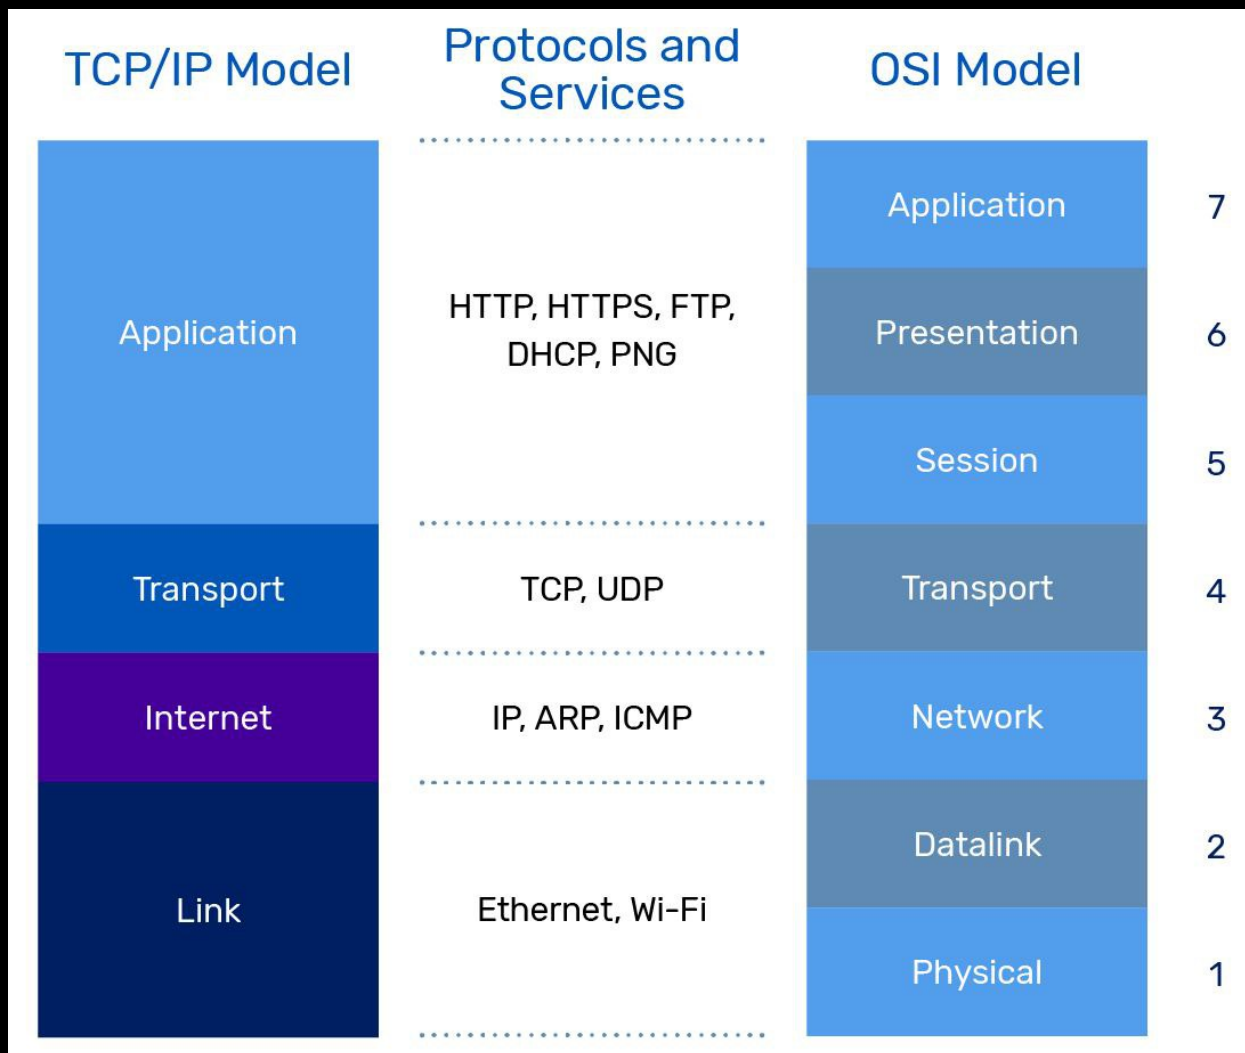 TCP/IP Model
Protocols and
Services
OSI Model
Application
HTTP, HTTPS, FTP,
DHCP, PNG
Application
7
Presentation
6
Session
5
Transport
TCP, UDP
Transport
4
Internet
IP, ARP, ICMP
Network
3
Link
Ethernet, Wi-Fi
Datalink
2
Physical
1